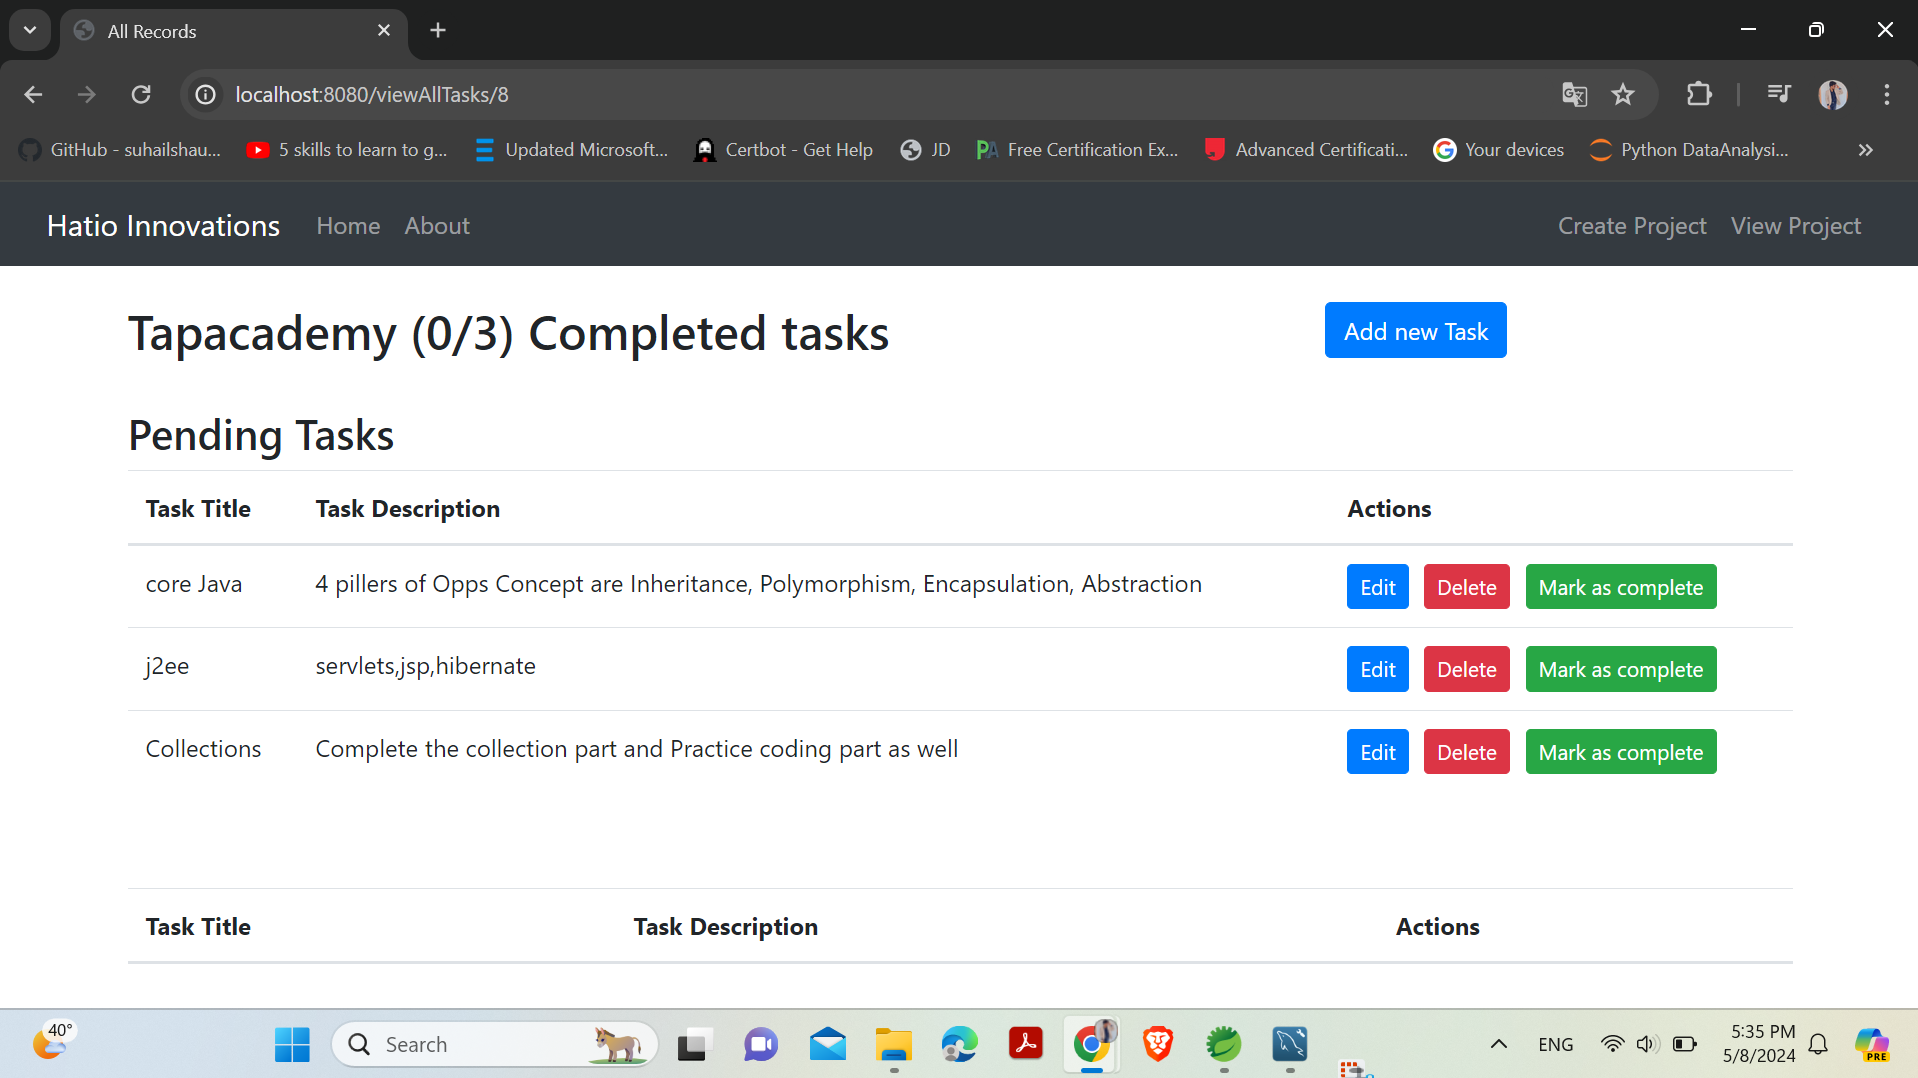 All Records
localhost:8080/viewAllTasks/8
GitHub - suhailshau... 5 skills to learn to g... Updated Microsoft... Certbot - Get Help JD PA Free Certification Ex... Advanced Certificati... Your devices Python DataAnalysi... »
Hatio Innovations Home About Create Project View Project
Tapacademy (0/3) Completed tasks Add new Task
Pending Tasks
Task Title Task Description Actions
core Java 4 pillers of Opps Concept are Inheritance, Polymorphism, Encapsulation, Abstraction Edit Delete Mark as complete
j2ee servlets,jsp,hibernate Edit Delete Mark as complete
Collections Complete the collection part and Practice coding part as well Edit Delete Mark as complete
Task Title Task Description Actions
40° Search ENG 5:35 PM
5/8/2024 PRE